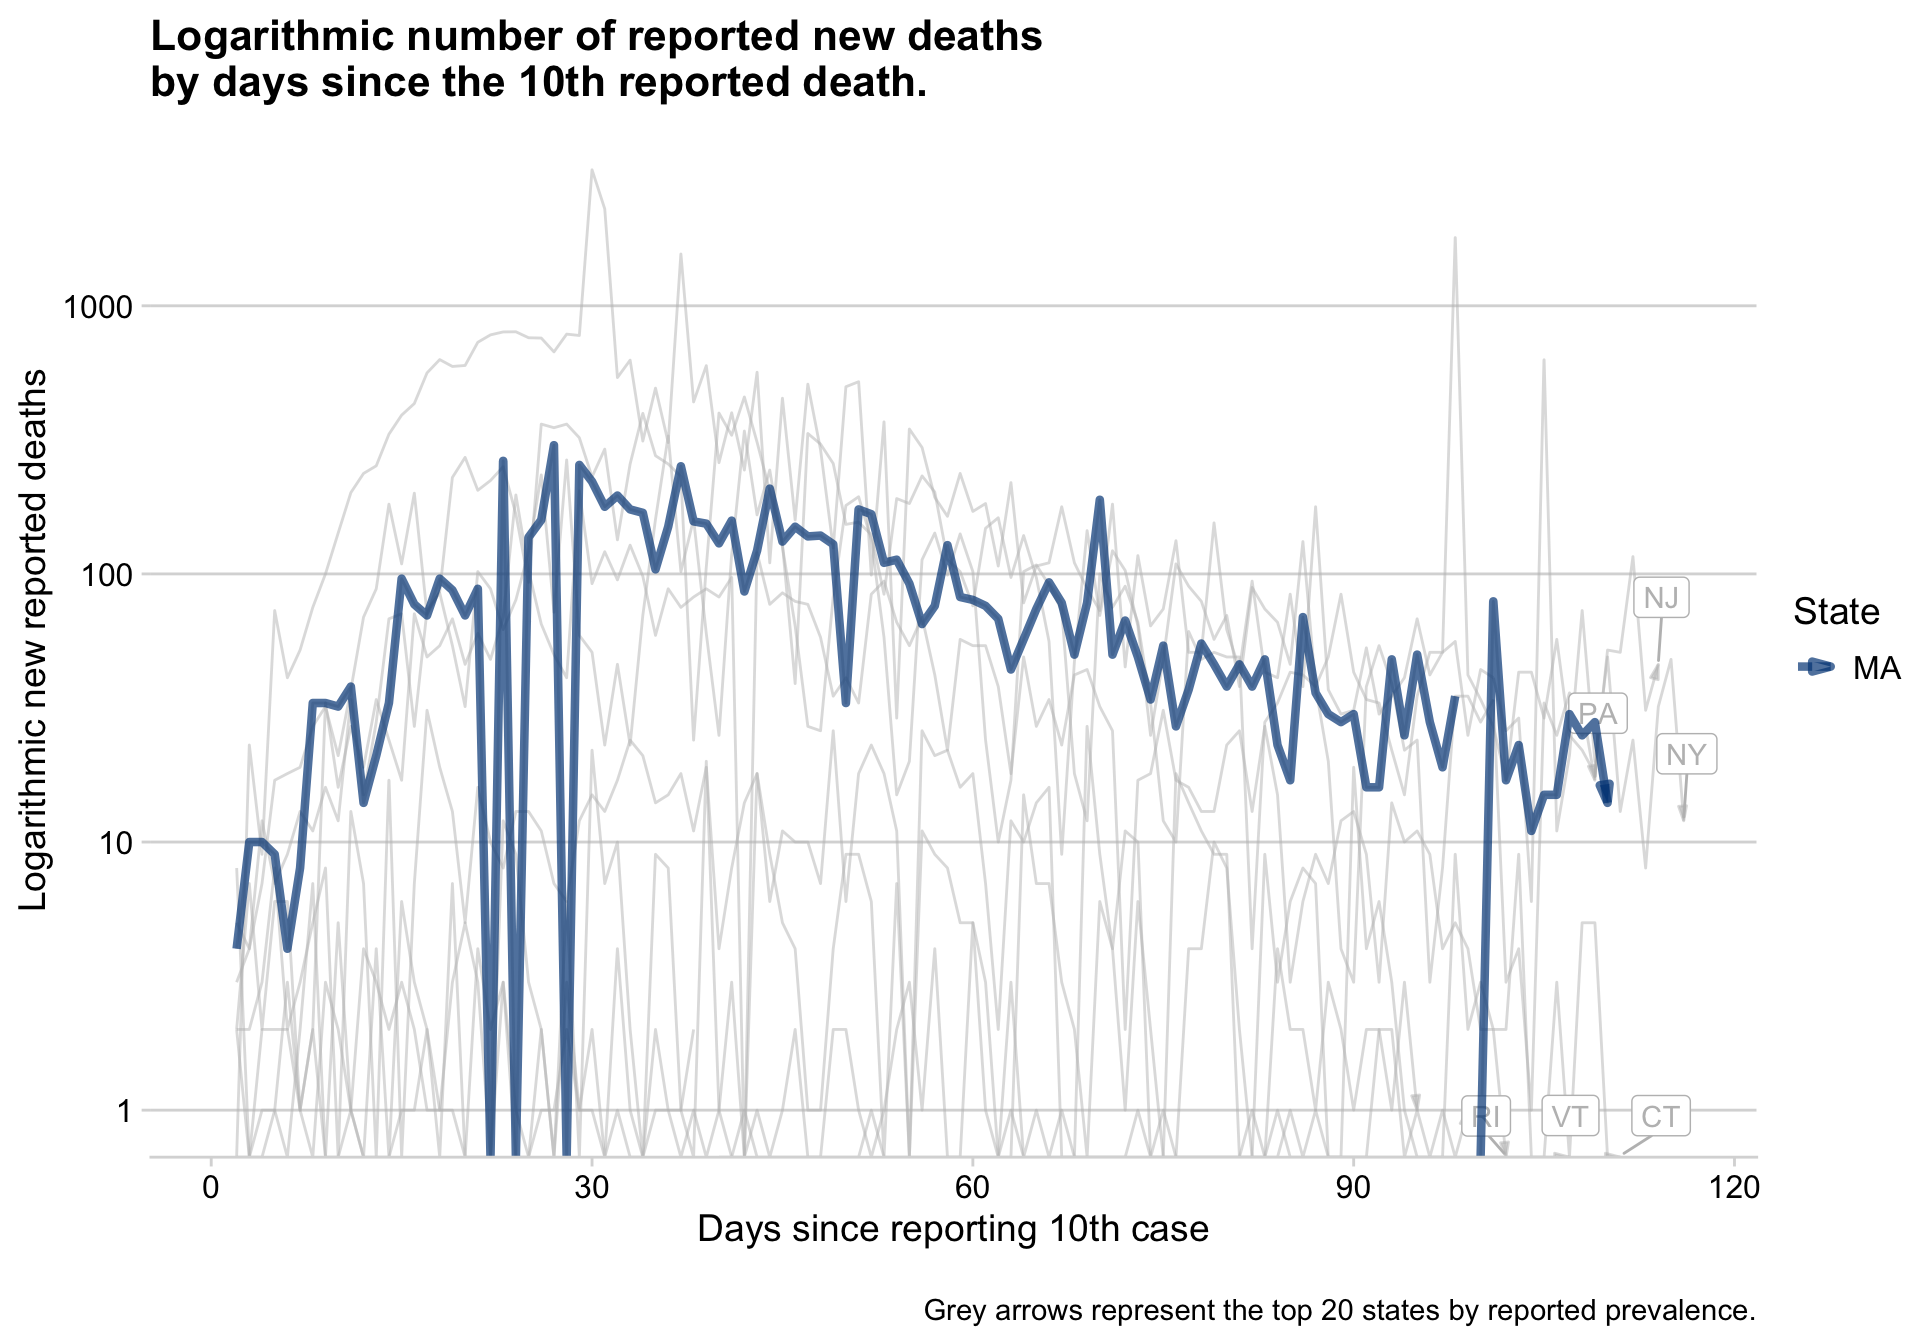 Logarithmic number of reported new deaths
by days since the 10th reported death.
Logarithmic new reported deaths
1000
100
10
1
NJ
PA
NY
RI
VT
CT
State
MA
0
30
60
90
120
Days since reporting 10th case
Grey arrows represent the top 20 states by reported prevalence.